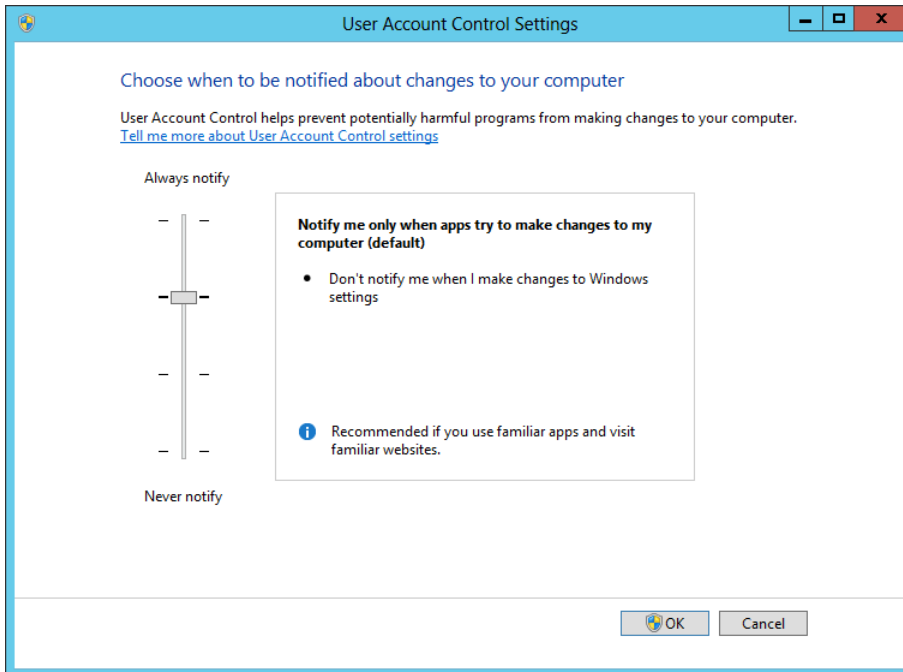 User Account Control Settings
Choose when to be notified about changes to your computer
User Account Control helps prevent potentially harmful programs from making changes to your computer.
Tell me more about User Account Control settings
Always notify
Notify me only when apps try to make changes to my
computer (default)
• Don't notify me when I make changes to Windows
settings
Recommended if you use familiar apps and visit
familiar websites.
Never notify
OK
Cancel